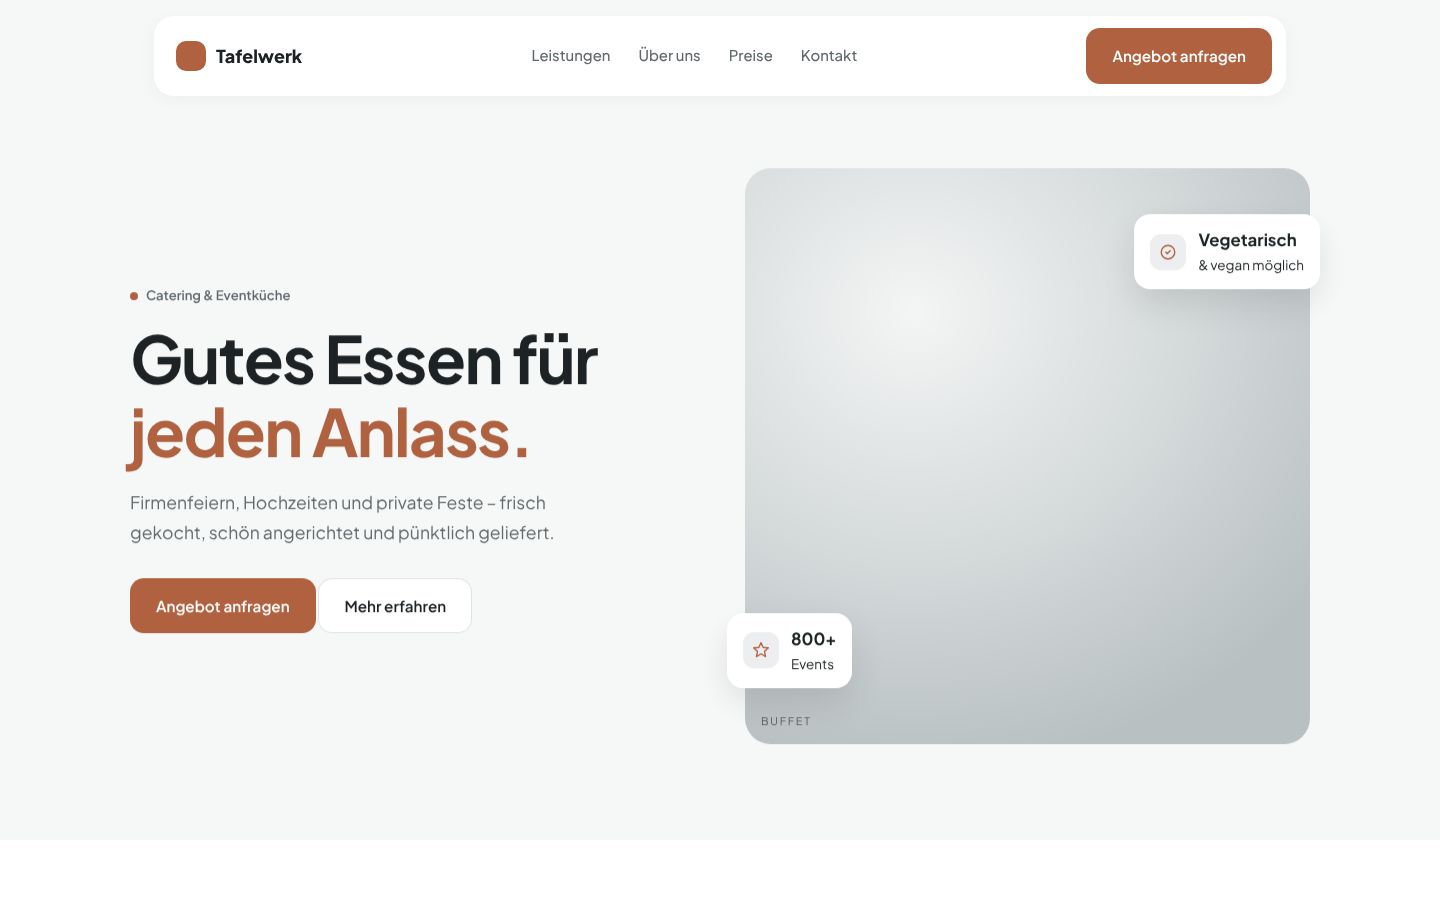 Tafelwerk
Leistungen
Über uns
Preise
Kontakt
Angebot anfragen
Catering & Eventküche
Gutes Essen für
jeden Anlass.
Firmenfeiern, Hochzeiten und private Feste – frisch
gekocht, schön angerichtet und pünktlich geliefert.
Angebot anfragen
Mehr erfahren
Vegetarisch
& vegan möglich
800+
Events
BUFFET